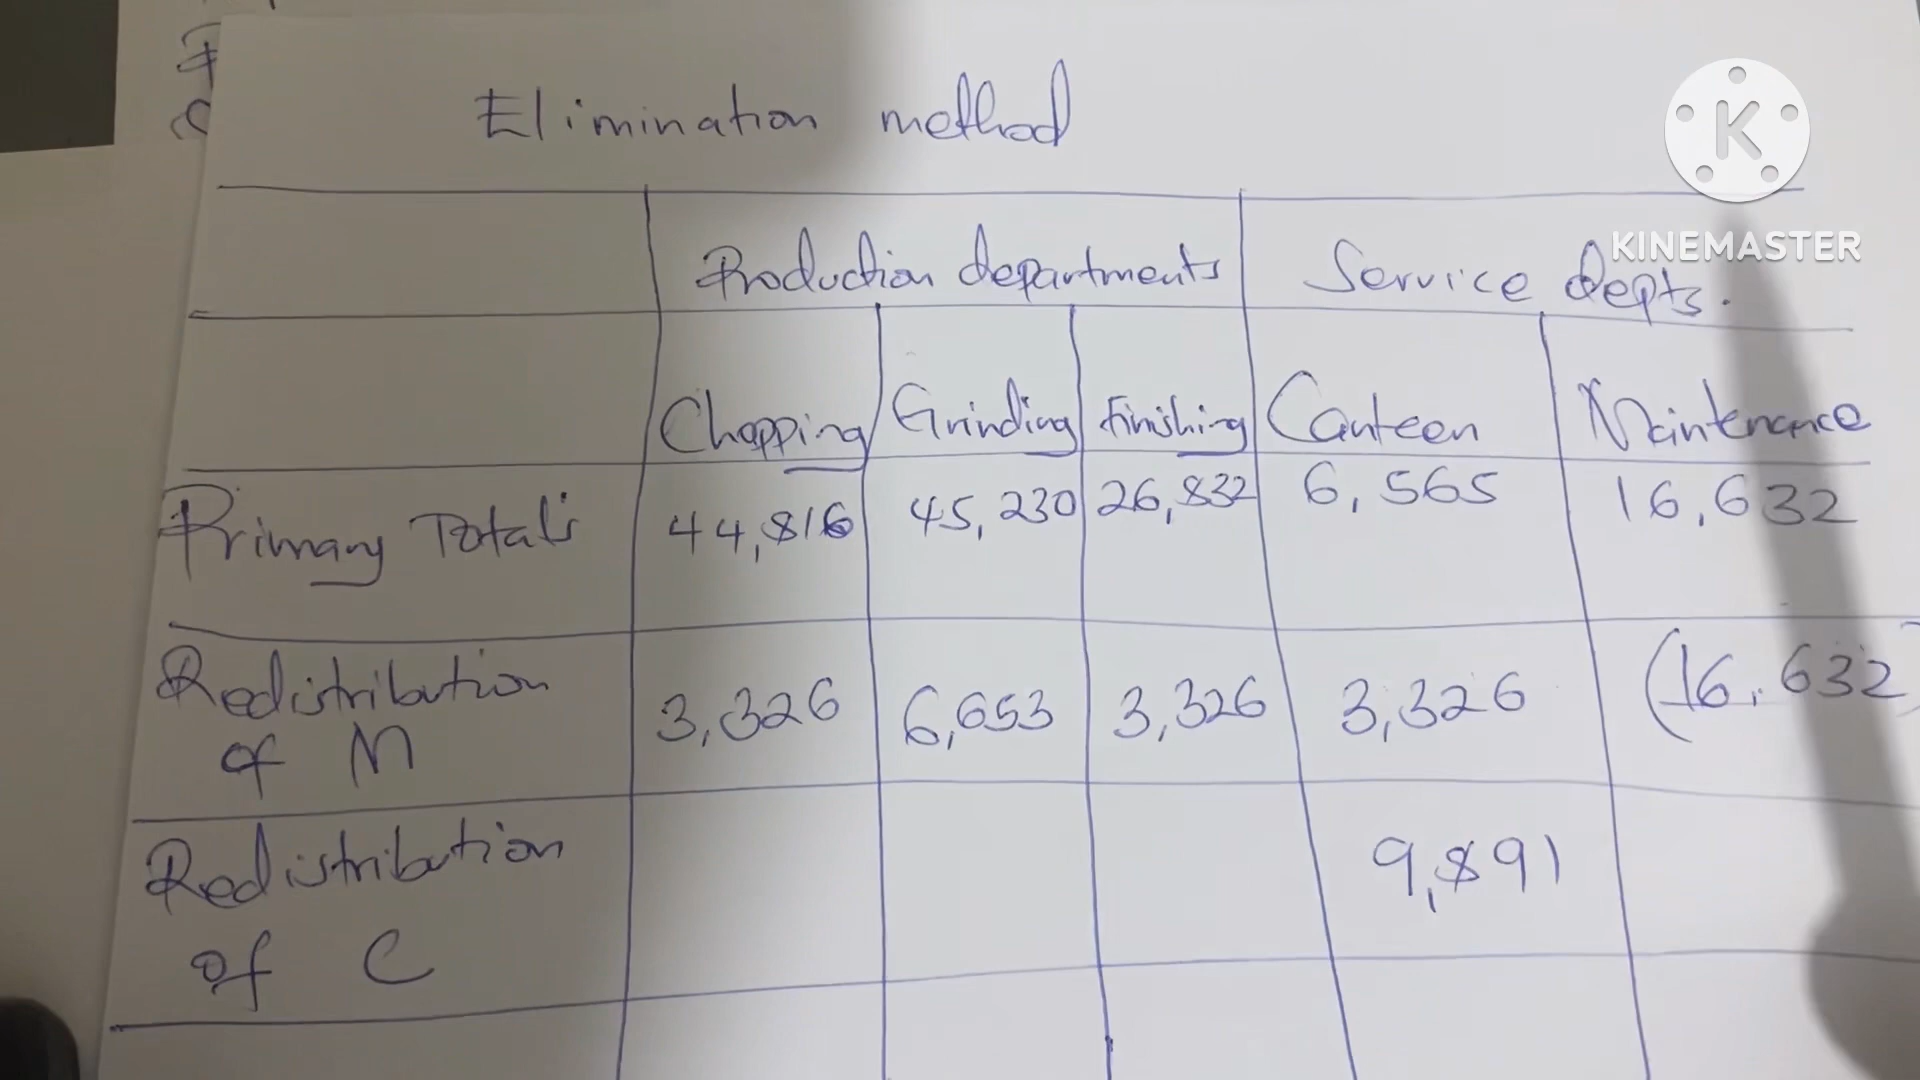 Elimination method
KINEMASTER
Production departments Service depts.
Chopping Grinding Finishing Canteen Maintenance
Primary Totals 44,816 45,230 26,832 6,565 16,632
Redistribution of M 3,326 6,653 3,326 3,326 (16,632)
Redistribution of C 9,891